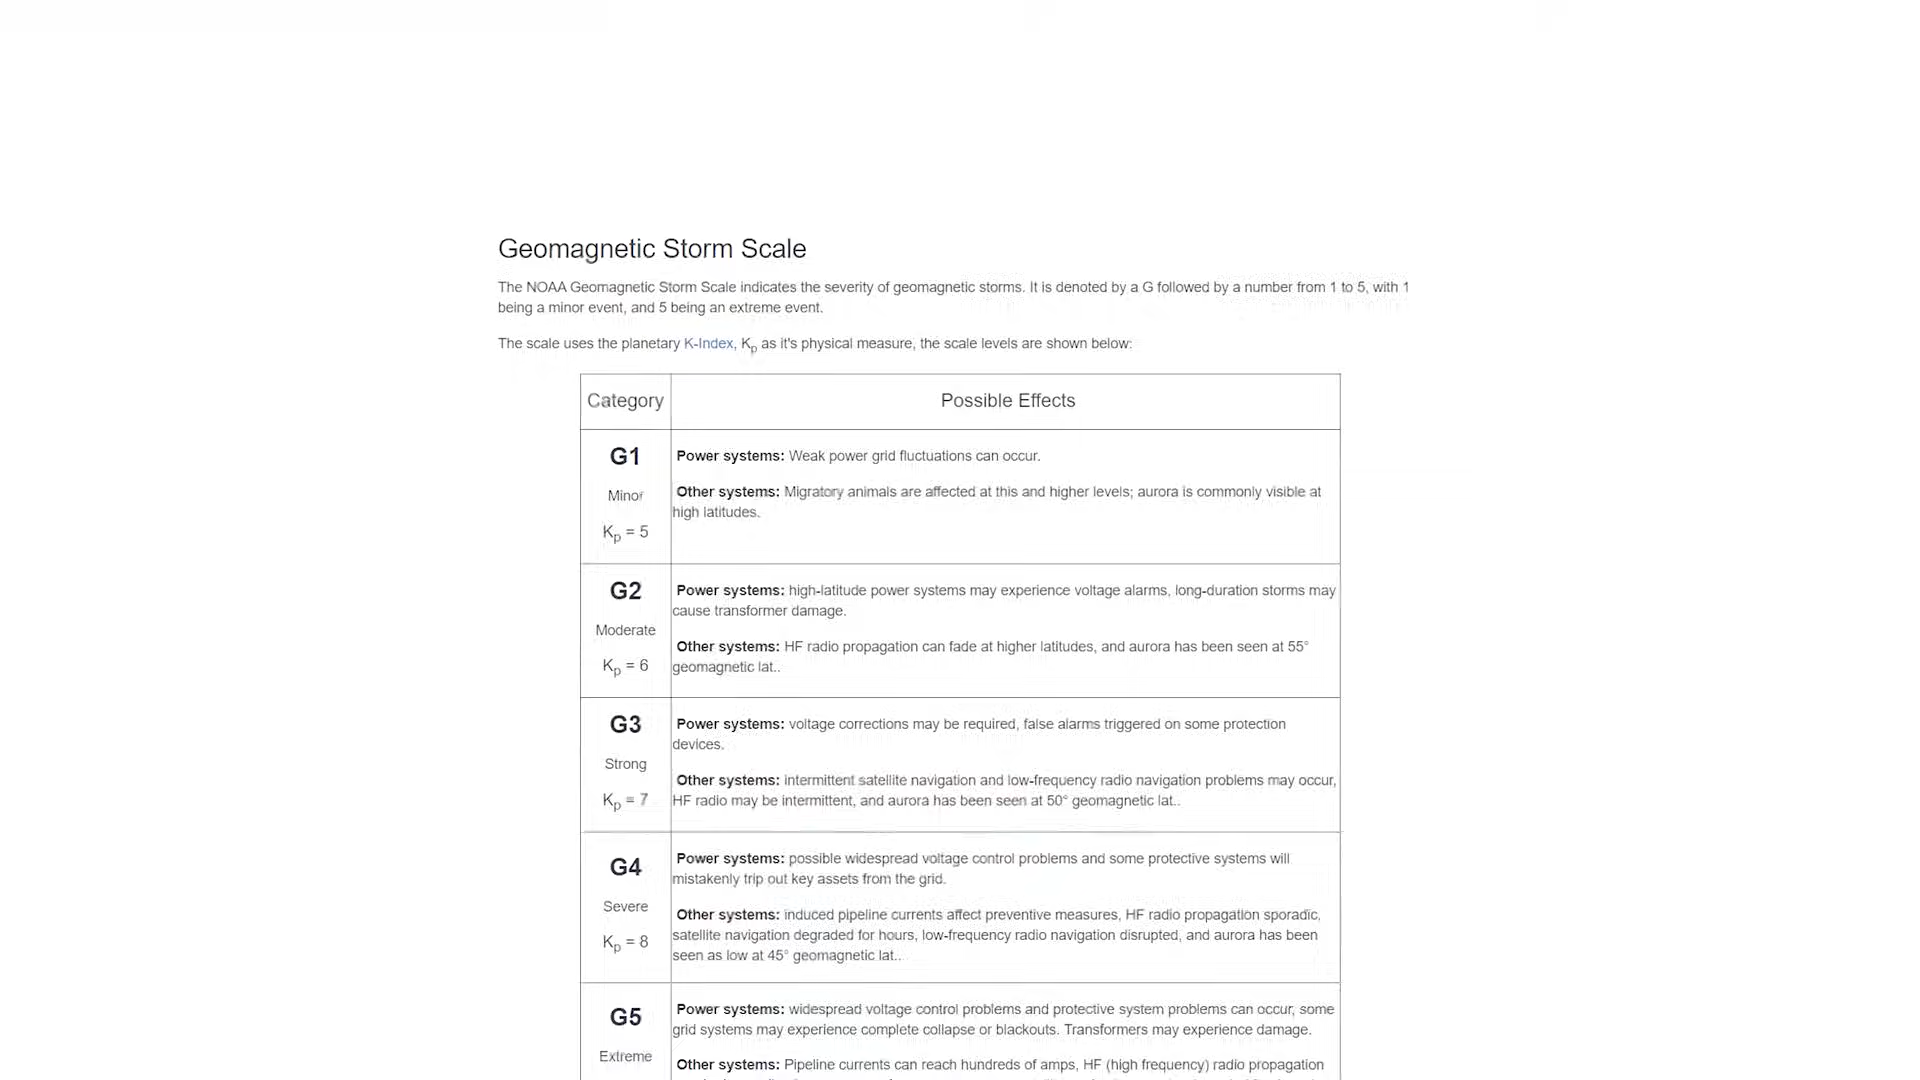 Geomagnetic Storm Scale
The NOAA Geomagnetic Storm Scale indicates the severity of geomagnetic storms. It is denoted by a G followed by a number from 1 to 5, with 1
being a minor event, and 5 being an extreme event.
The scale uses the planetary K-Index, Kp as it's physical measure, the scale levels are shown below:
Category
Possible Effects
G1
Minor
Kp = 5
Power systems: Weak power grid fluctuations can occur.
Other systems: Migratory animals are affected at this and higher levels; aurora is commonly visible at
high latitudes.
G2
Moderate
Kp = 6
Power systems: high-latitude power systems may experience voltage alarms, long-duration storms may
cause transformer damage.
Other systems: HF radio propagation can fade at higher latitudes, and aurora has been seen at 55°
geomagnetic lat..
G3
Strong
Kp = 7
Power systems: voltage corrections may be required, false alarms triggered on some protection
devices.
Other systems: intermittent satellite navigation and low-frequency radio navigation problems may occur,
HF radio may be intermittent, and aurora has been seen at 50° geomagnetic lat..
G4
Severe
Kp = 8
Power systems: possible widespread voltage control problems and some protective systems will
mistakenly trip out key assets from the grid.
Other systems: induced pipeline currents affect preventive measures, HF radio propagation sporadic,
satellite navigation degraded for hours, low-frequency radio navigation disrupted, and aurora has been
seen as low at 45° geomagnetic lat..
G5
Extreme
Power systems: widespread voltage control problems and protective system problems can occur, some
grid systems may experience complete collapse or blackouts. Transformers may experience damage.
Other systems: Pipeline currents can reach hundreds of amps, HF (high frequency) radio propagation